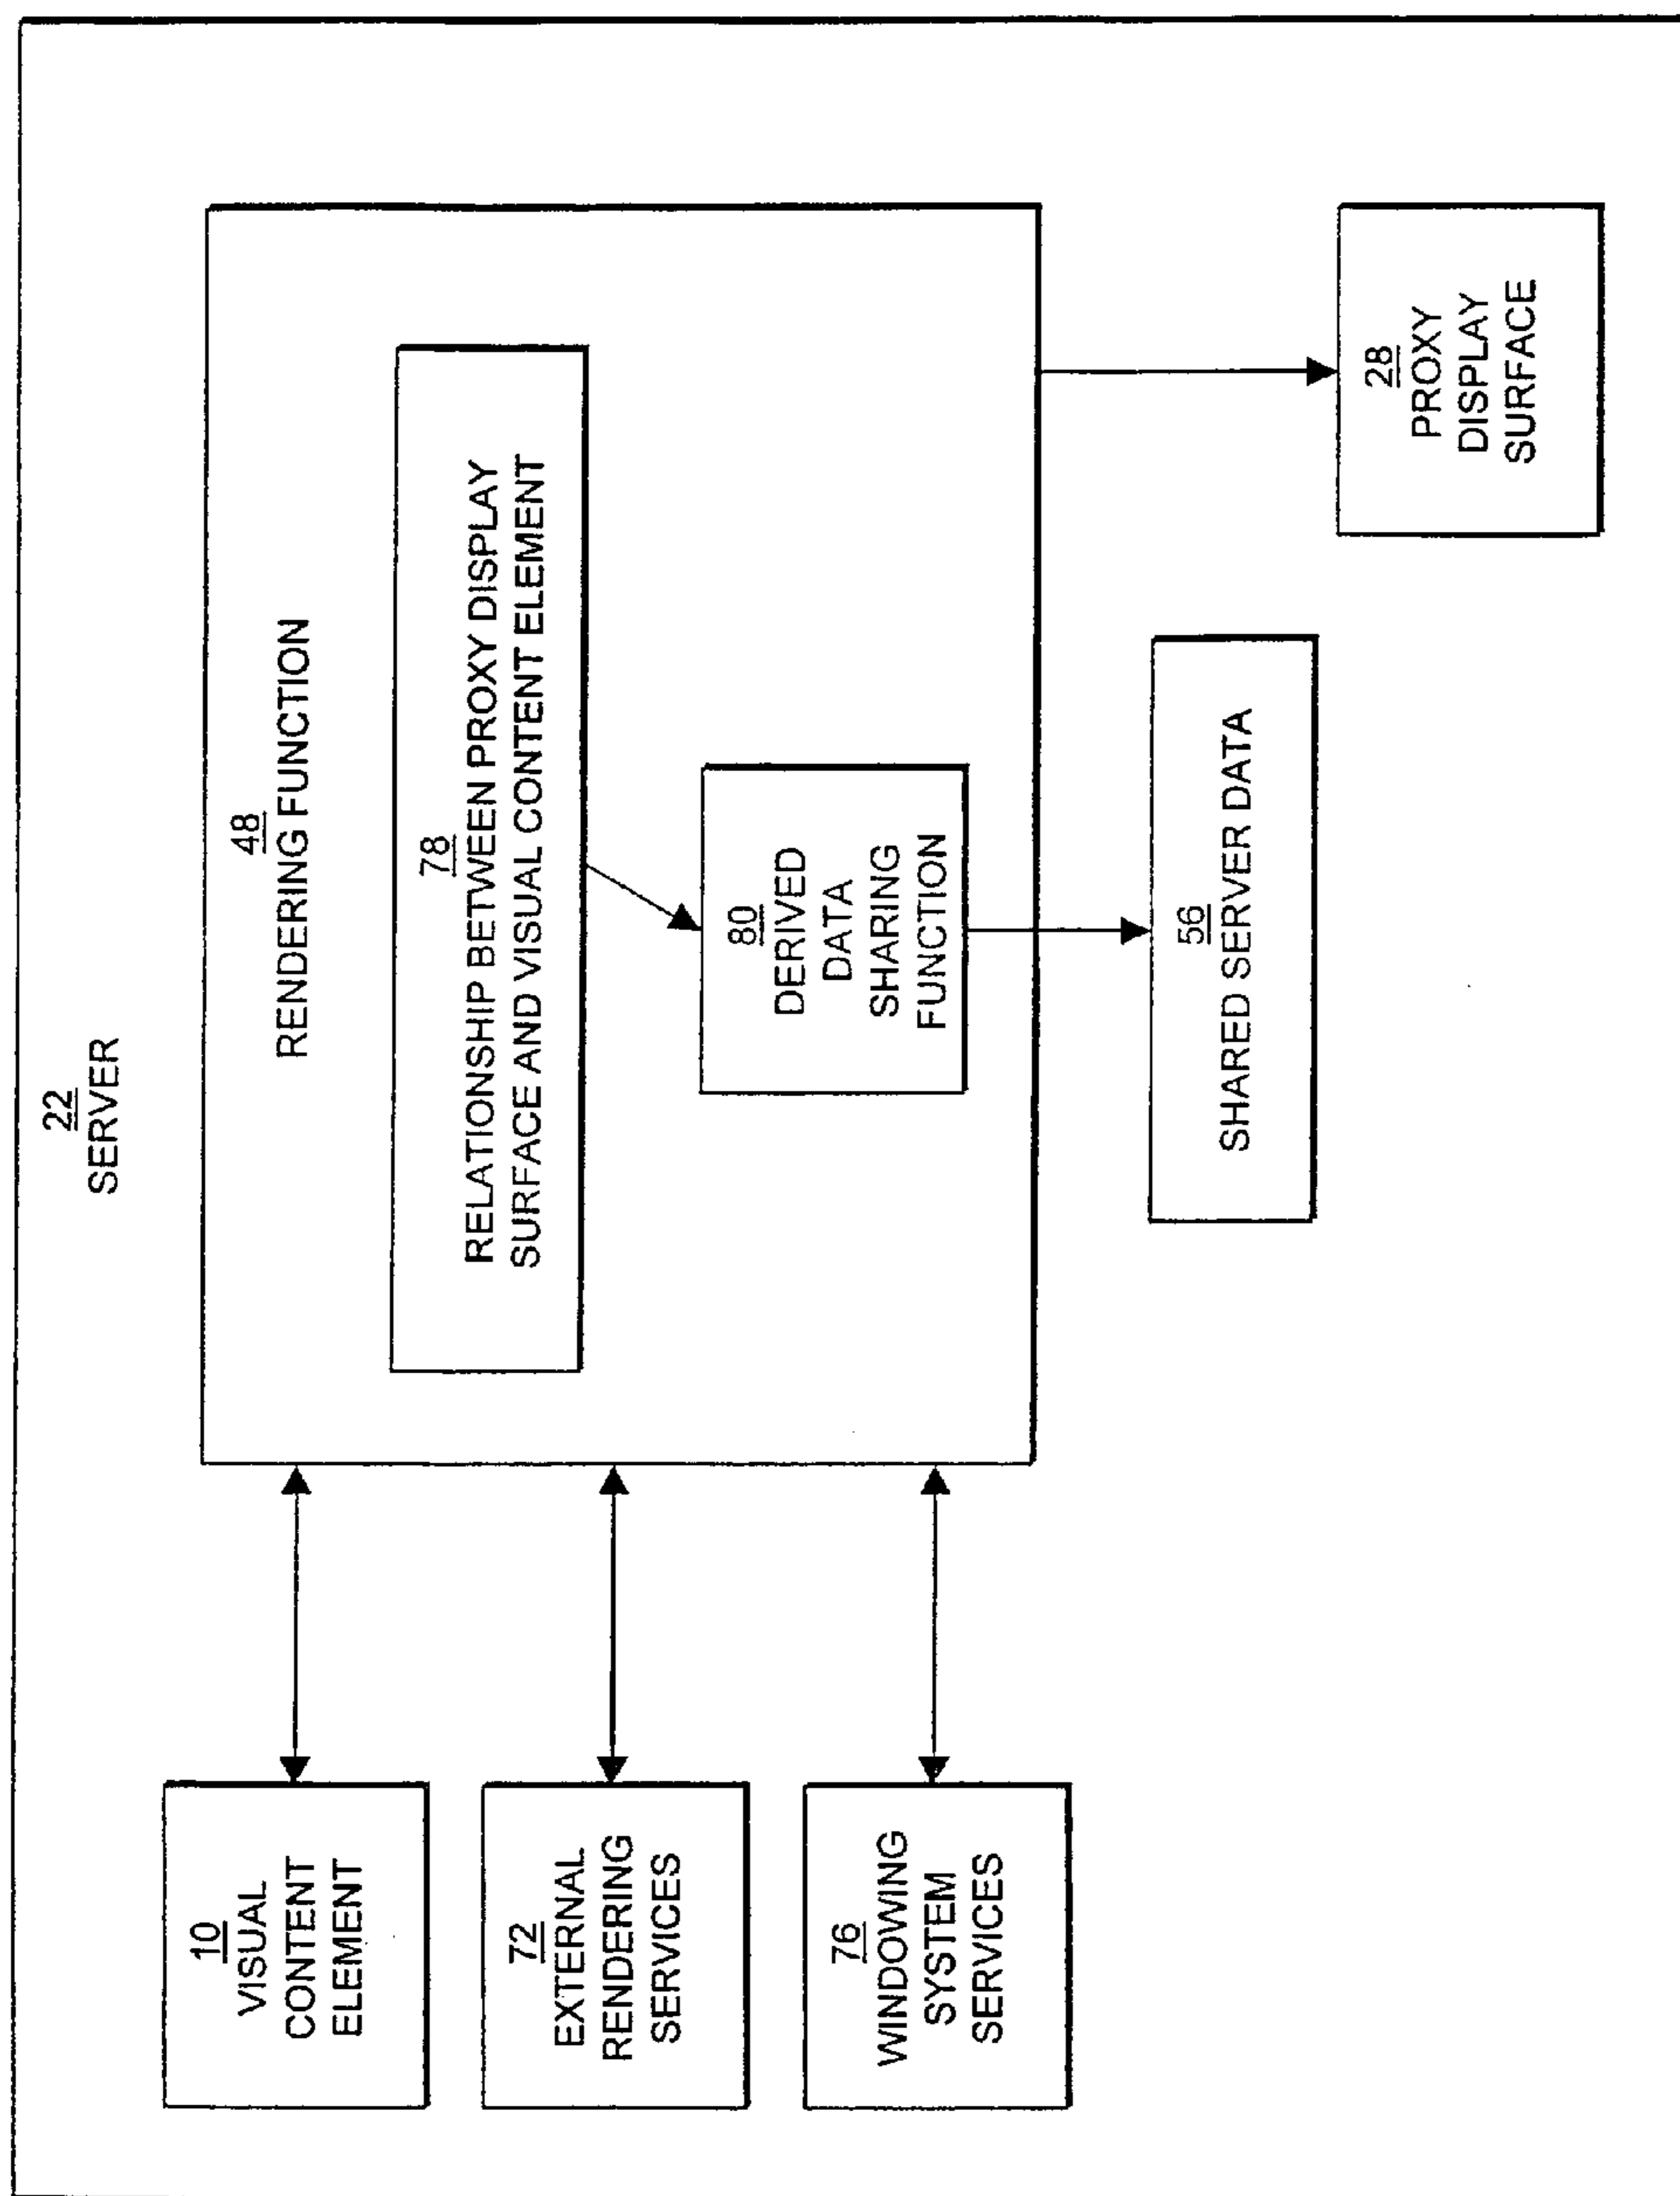 22
SERVER
10
VISUAL
CONTENT
ELEMENT
72
EXTERNAL
RENDERING
SERVICES
76
WINDOWING
SYSTEM
SERVICES
48
RENDERING FUNCTION
78
RELATIONSHIP BETWEEN PROXY DISPLAY
SURFACE AND VISUAL CONTENT ELEMENT
80
DERIVED
DATA
SHARING
FUNCTION
56
SHARED SERVER DATA
28
PROXY
DISPLAY
SURFACE